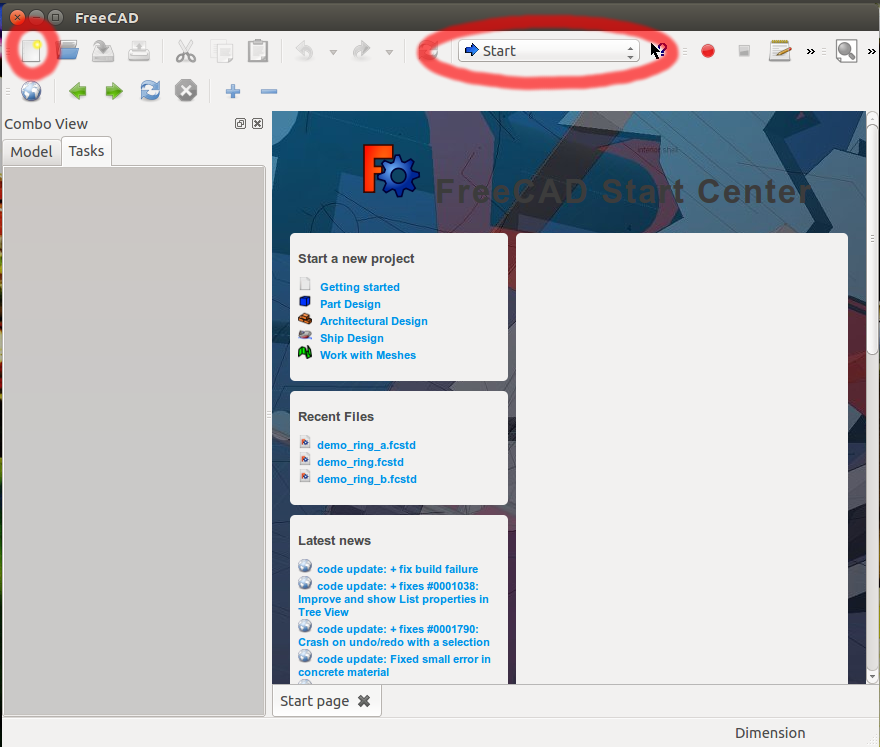 FreeCAD
Start
»
»
Combo View
Model
Tasks
interior shell
FreeCAD Start Center
Start a new project
Getting started
Part Design
Architectural Design
Ship Design
Work with Meshes
Recent Files
demo_ring_a.fcstd
demo_ring.fcstd
demo_ring_b.fcstd
Latest news
code update: + fix build failure
code update: + fixes #0001038:
Improve and show List properties in
Tree View
code update: + fixes #0001790:
Crash on undo/redo with a selection
code update: Fixed small error in
concrete material
Start page
Dimension